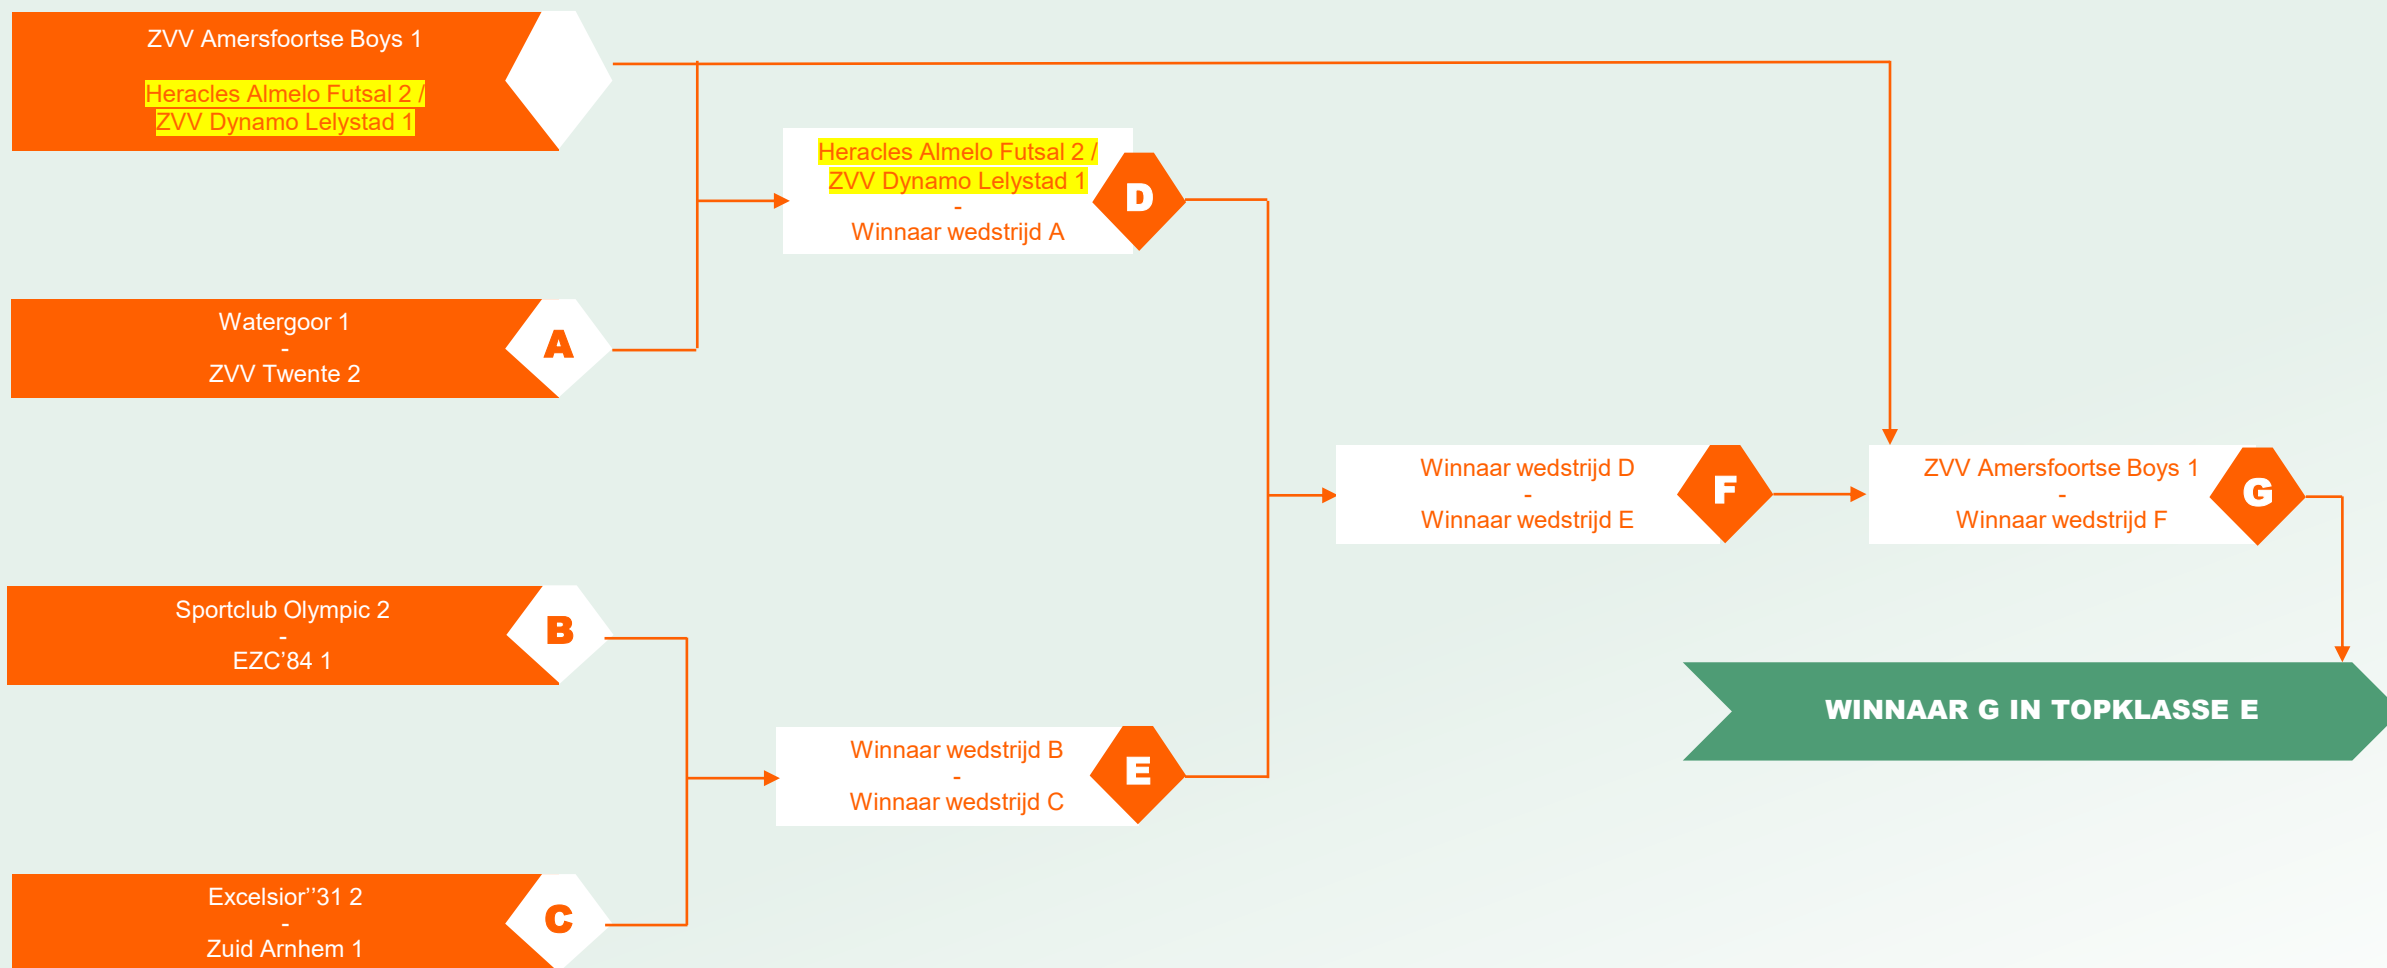 ZVV Amersfoortse Boys 1
Heracles Almelo Futsal 2 /
ZVV Dynamo Lelystad 1
Heracles Almelo Futsal 2 /
ZVV Dynamo Lelystad 1
-
Winnaar wedstrijd A
D
Watergoor 1
-
ZVV Twente 2
A
Winnaar wedstrijd D
-
Winnaar wedstrijd E
F
ZVV Amersfoortse Boys 1
-
Winnaar wedstrijd F
G
Sportclub Olympic 2
-
EZC’84 1
B
WINNAAR G IN TOPKLASSE E
Winnaar wedstrijd B
-
Winnaar wedstrijd C
E
Excelsior’’31 2
-
Zuid Arnhem 1
C